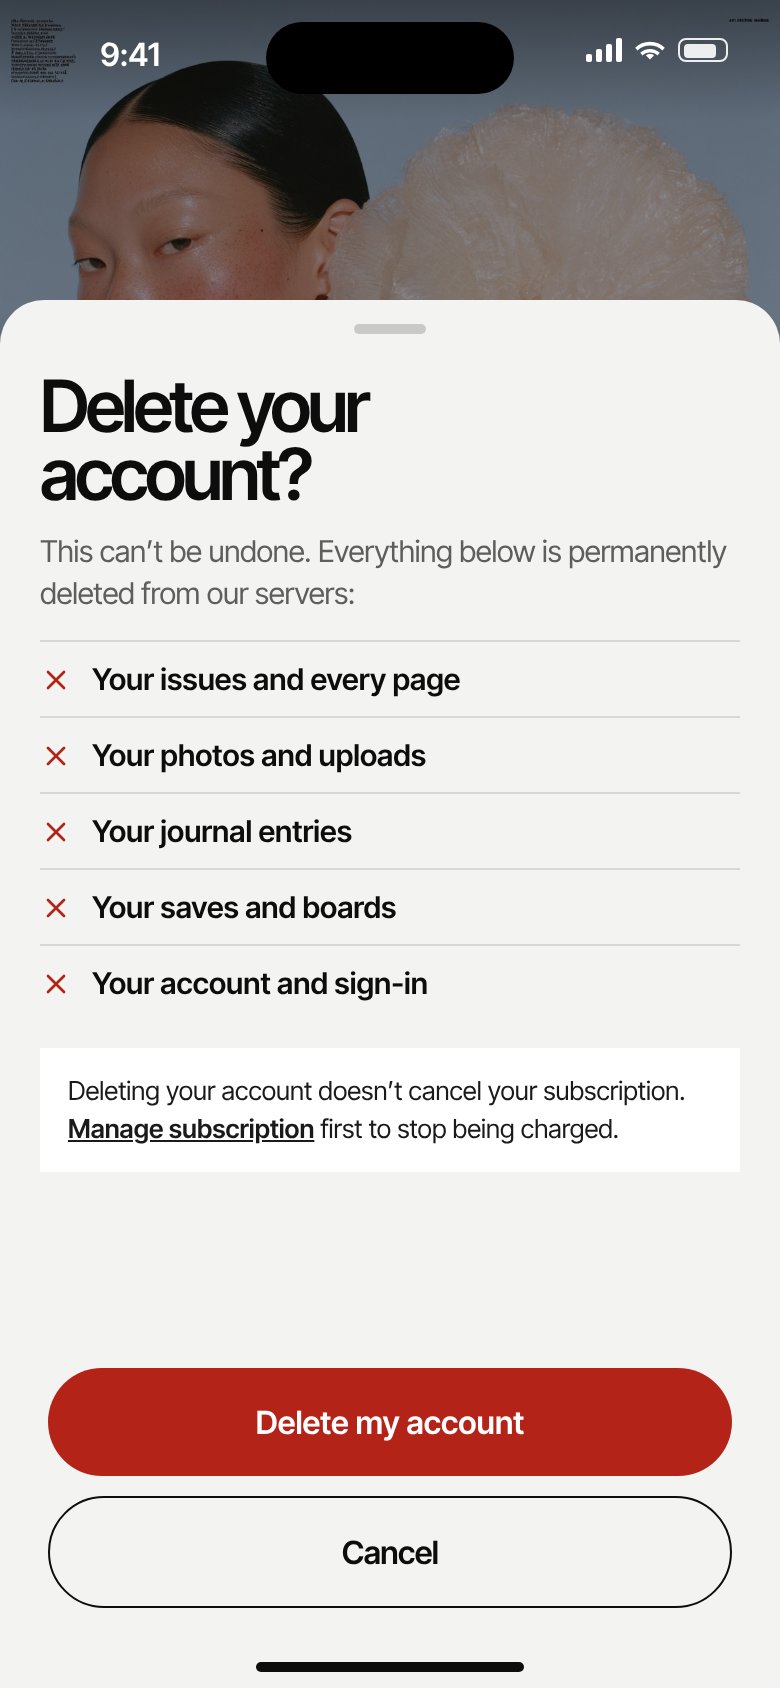 9:41
Delete your
account?
This can’t be undone. Everything below is permanently
deleted from our servers:
Your issues and every page
Your photos and uploads
Your journal entries
Your saves and boards
Your account and sign-in
Deleting your account doesn’t cancel your subscription.
Manage subscription first to stop being charged.
Delete my account
Cancel